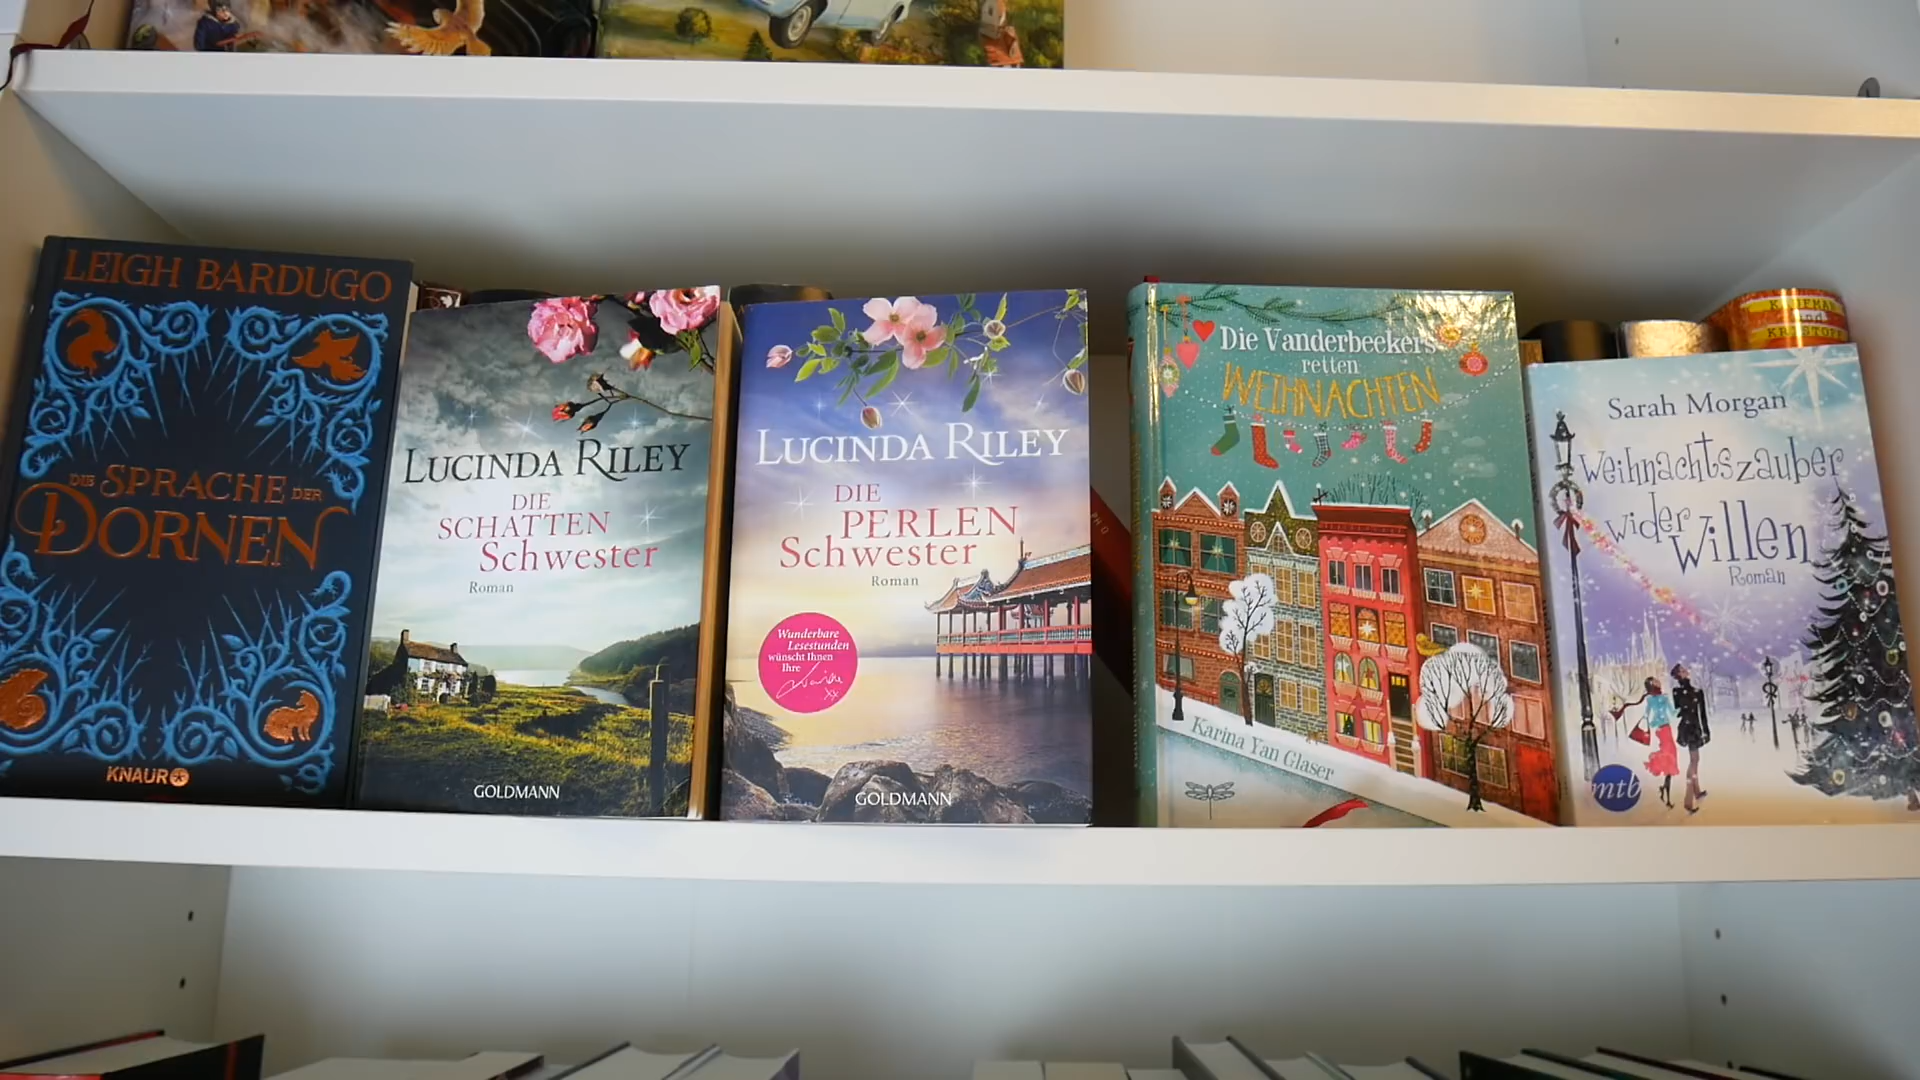 LEIGH BARDUGO
DIE SPRACHE DER
DORNEN
KNAUR
LUCINDA RILEY
DIE
SCHATTEN
Schwester
Roman
GOLDMANN
LUCINDA RILEY
DIE
PERLEN
Schwester
Roman
Wunderbare
Lesestunden
wünscht Ihnen
Ihre
xx
GOLDMANN
Die Vanderbeekers
retten
WEIHNACHTEN
Karina Yan Glaser
Sarah Morgan
Weihnachtszauber
wider
Willen
Roman
mtb